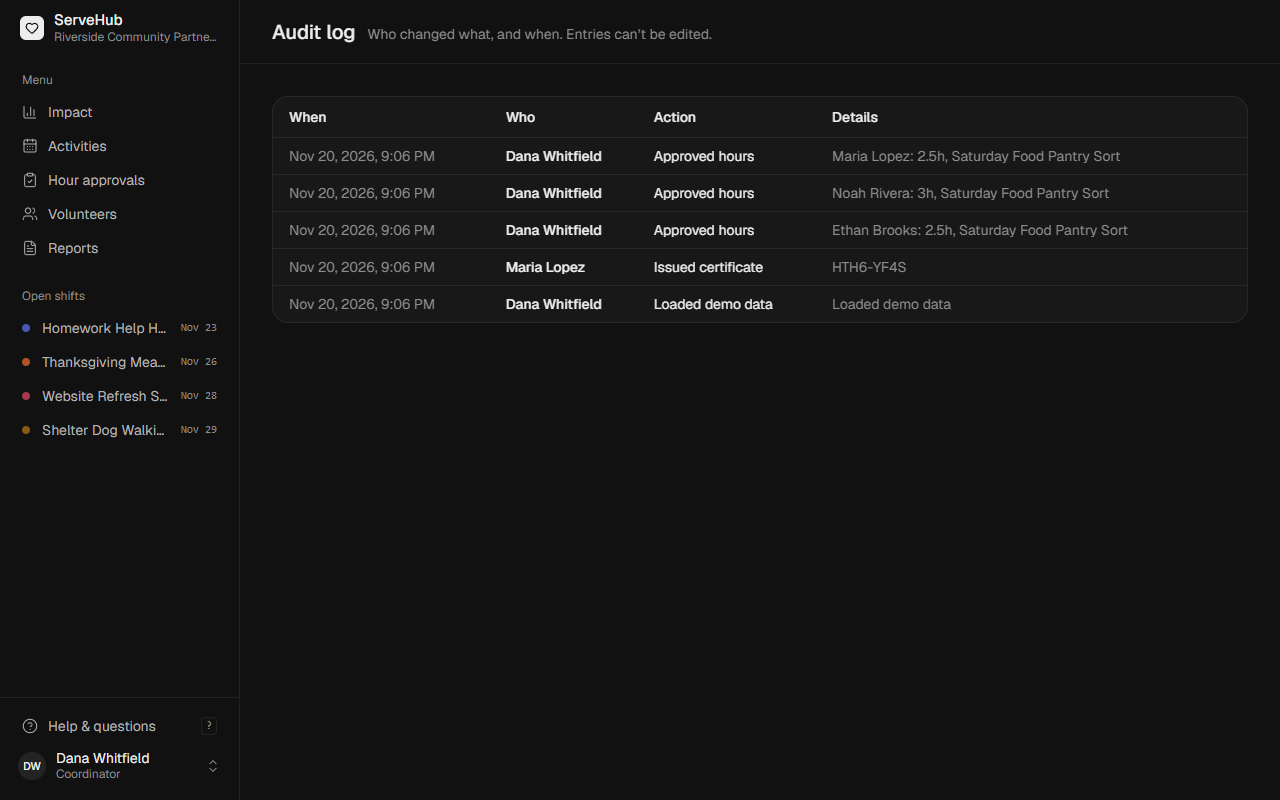 ServeHub
Riverside Community Partne...
Menu
Impact
Activities
Hour approvals
Volunteers
Reports
Open shifts
Homework Help H... Nov 23
Thanksgiving Mea... Nov 26
Website Refresh S... Nov 28
Shelter Dog Walki... Nov 29
Help & questions ?
DW Dana Whitfield
Coordinator
Audit log Who changed what, and when. Entries can't be edited.
When Who Action Details
Nov 20, 2026, 9:06 PM Dana Whitfield Approved hours Maria Lopez: 2.5h, Saturday Food Pantry Sort
Nov 20, 2026, 9:06 PM Dana Whitfield Approved hours Noah Rivera: 3h, Saturday Food Pantry Sort
Nov 20, 2026, 9:06 PM Dana Whitfield Approved hours Ethan Brooks: 2.5h, Saturday Food Pantry Sort
Nov 20, 2026, 9:06 PM Maria Lopez Issued certificate HTH6-YF4S
Nov 20, 2026, 9:06 PM Dana Whitfield Loaded demo data Loaded demo data